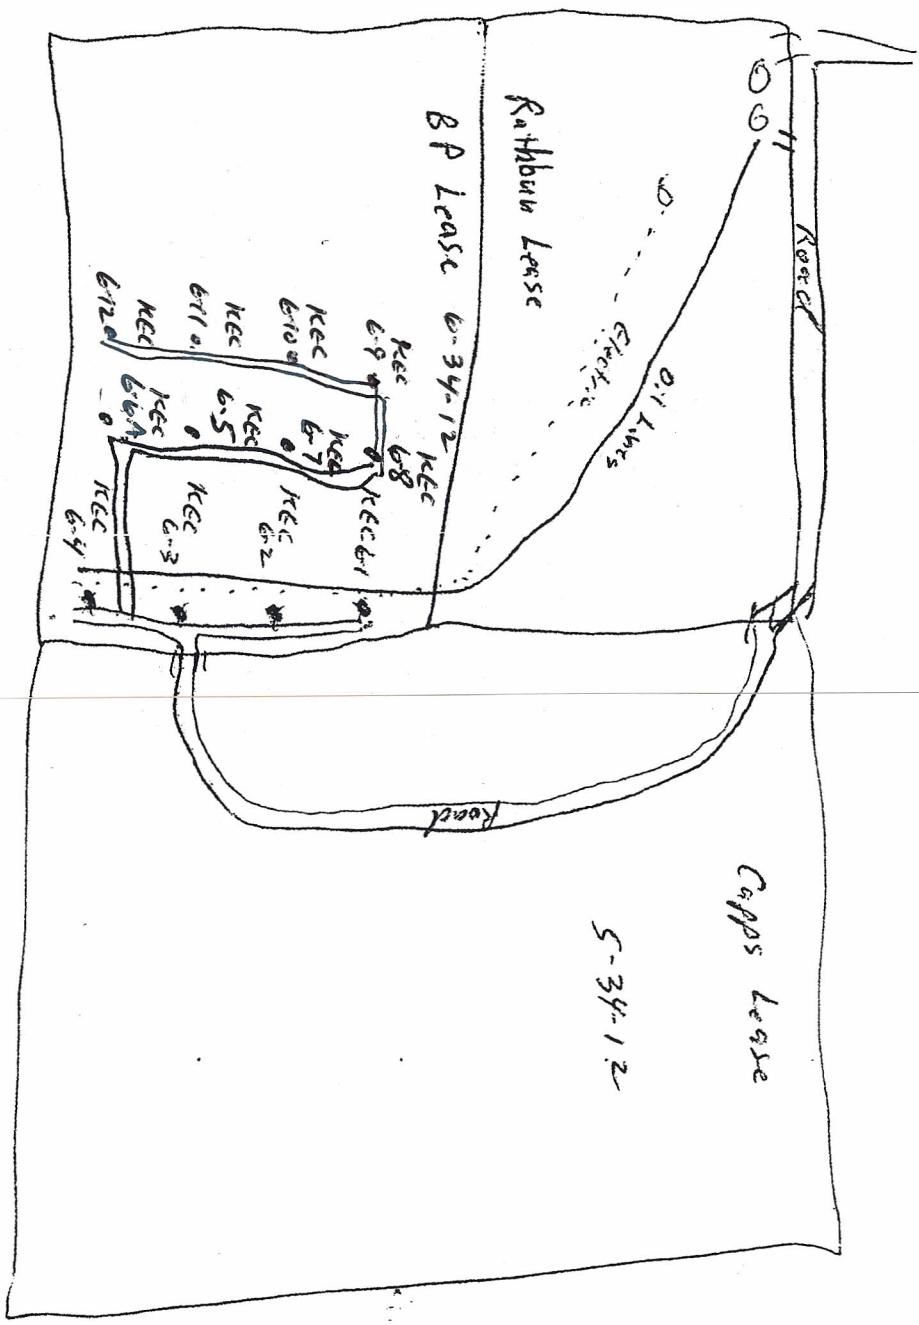 Road
Capps Lease
Oil Lines
5-34-12
Electric
Rathbun Lease
Road
BP Lease 6-34-12
KEC
6-9
KEC
6-8
KEC 6-1
KEC
6-10
KEC
6-7
KEC
6-2
KEC
6-11
KEC
6-5
KEC
6-3
KEC
6-12
KEC
6-6A
KEC
6-4